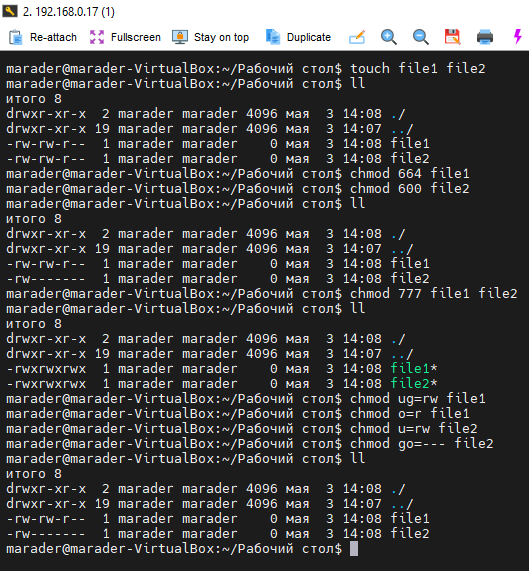 2. 192.168.0.17 (1)
Re-attach Fullscreen Stay on top Duplicate
marader@marader-VirtualBox:~/Рабочий стол$ touch file1 file2
marader@marader-VirtualBox:~/Рабочий стол$ ll
итого 8
drwxr-xr-x  2 marader marader 4096 мая  3 14:08 ./
drwxr-xr-x 19 marader marader 4096 мая  3 14:07 ../
-rw-rw-r--  1 marader marader    0 мая  3 14:08 file1
-rw-rw-r--  1 marader marader    0 мая  3 14:08 file2
marader@marader-VirtualBox:~/Рабочий стол$ chmod 664 file1
marader@marader-VirtualBox:~/Рабочий стол$ chmod 600 file2
marader@marader-VirtualBox:~/Рабочий стол$ ll
итого 8
drwxr-xr-x  2 marader marader 4096 мая  3 14:08 ./
drwxr-xr-x 19 marader marader 4096 мая  3 14:07 ../
-rw-rw-r--  1 marader marader    0 мая  3 14:08 file1
-rw-------  1 marader marader    0 мая  3 14:08 file2
marader@marader-VirtualBox:~/Рабочий стол$ chmod 777 file1 file2
marader@marader-VirtualBox:~/Рабочий стол$ ll
итого 8
drwxr-xr-x  2 marader marader 4096 мая  3 14:08 ./
drwxr-xr-x 19 marader marader 4096 мая  3 14:07 ../
-rwxrwxrwx  1 marader marader    0 мая  3 14:08 file1*
-rwxrwxrwx  1 marader marader    0 мая  3 14:08 file2*
marader@marader-VirtualBox:~/Рабочий стол$ chmod ug=rw file1
marader@marader-VirtualBox:~/Рабочий стол$ chmod o=r file1
marader@marader-VirtualBox:~/Рабочий стол$ chmod u=rw file2
marader@marader-VirtualBox:~/Рабочий стол$ chmod go=--- file2
marader@marader-VirtualBox:~/Рабочий стол$ ll
итого 8
drwxr-xr-x  2 marader marader 4096 мая  3 14:08 ./
drwxr-xr-x 19 marader marader 4096 мая  3 14:07 ../
-rw-rw-r--  1 marader marader    0 мая  3 14:08 file1
-rw-------  1 marader marader    0 мая  3 14:08 file2
marader@marader-VirtualBox:~/Рабочий стол$